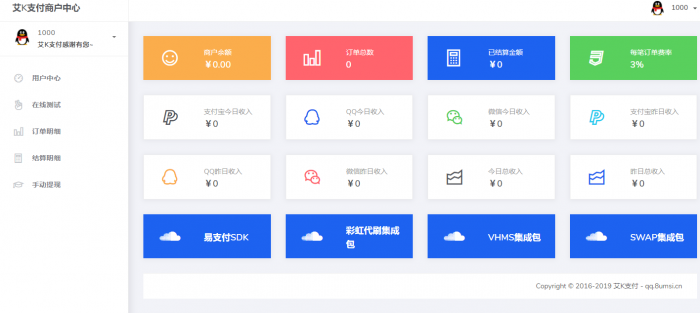 艾K支付商户中心
1000
1000
艾K支付感谢有您~
用户中心
在线测试
订单明细
结算明细
手动提现
商户余额
¥0.00
订单总数
0
已结算金额
¥0
每笔订单费率
3%
支付宝今日收入
¥0
QQ今日收入
¥0
微信今日收入
¥0
支付宝昨日收入
¥0
QQ昨日收入
¥0
微信昨日收入
¥0
今日总收入
¥0
昨日总收入
¥0
易支付SDK
彩虹代刷集成
包
VHMS集成包
SWAP集成包
Copyright © 2016-2019 艾K支付 - qq.Bumsi.cn